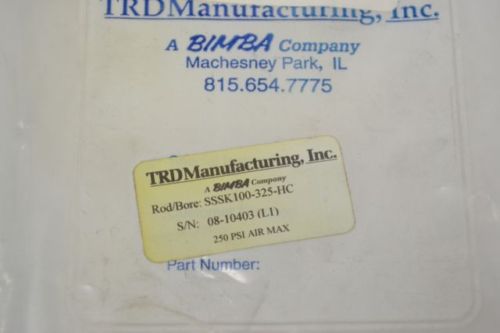 TRDManufacturing, Inc.
A BIMBA Company
Machesney Park, IL
815.654.7775
TRDManufacturing, Inc.
A BIMBA Company
Rod/Bore: SSSK100-325-HC
S/N: 08-10403 (L1)
250 PSI AIR MAX
Part Number: